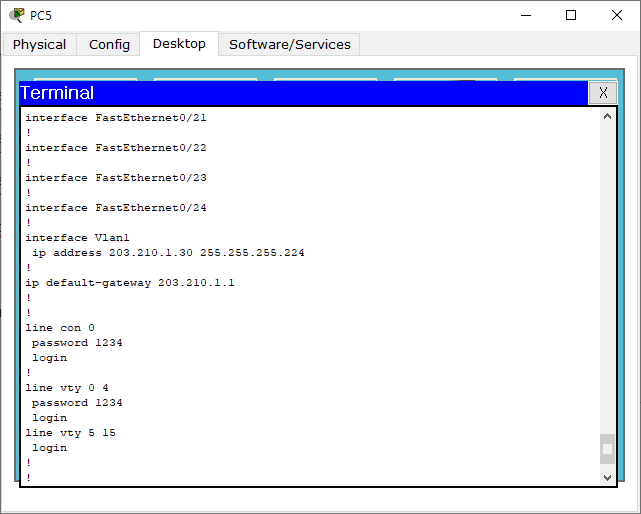 PC5
Physical Config Desktop Software/Services
Terminal X
interface FastEthernet0/21
!
interface FastEthernet0/22
!
interface FastEthernet0/23
!
interface FastEthernet0/24
!
interface Vlan1
 ip address 203.210.1.30 255.255.255.224
!
ip default-gateway 203.210.1.1
!
!
line con 0
 password 1234
 login
!
line vty 0 4
 password 1234
 login
line vty 5 15
 login
!
!